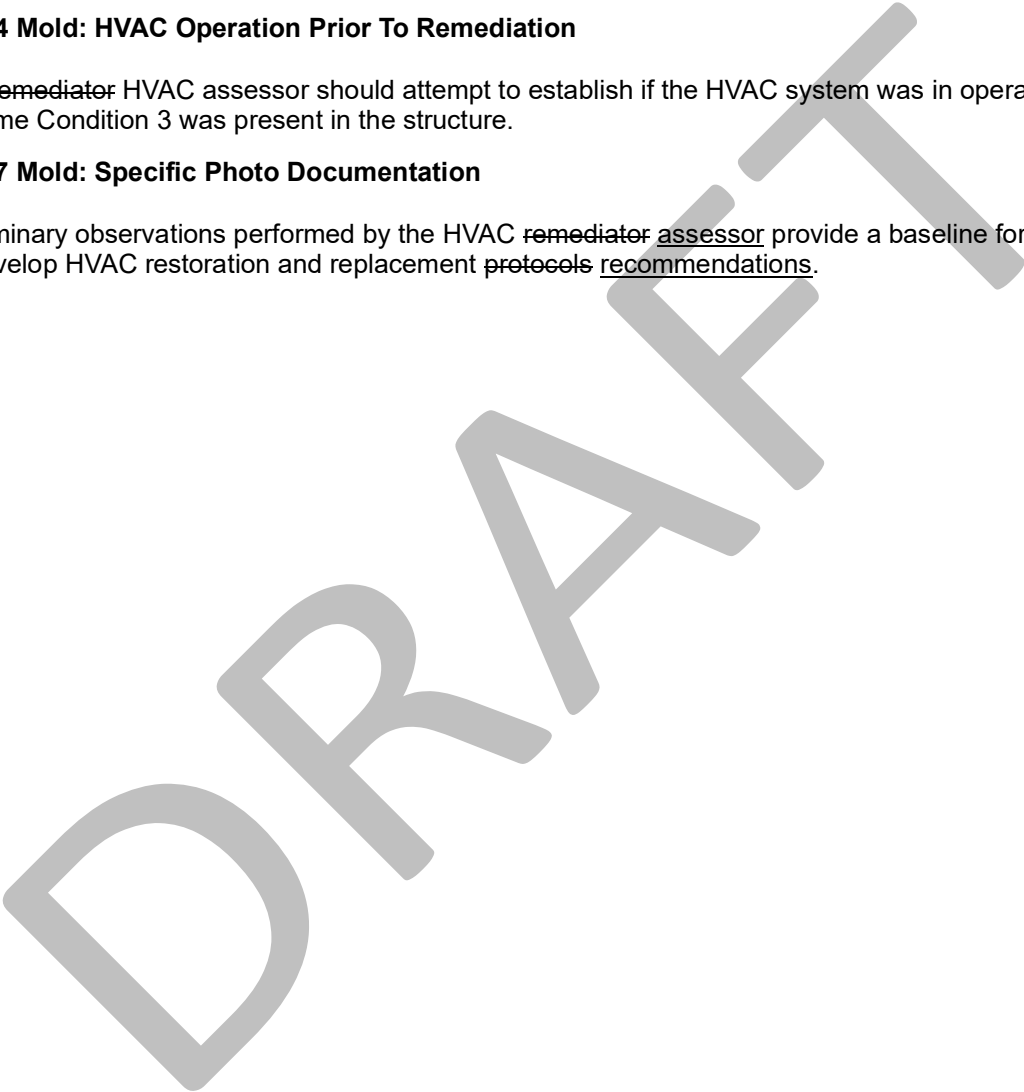 4 Mold: HVAC Operation Prior To Remediation
emediator HVAC assessor should attempt to establish if the HVAC system was in opera
me Condition 3 was present in the structure.
7 Mold: Specific Photo Documentation
minary observations performed by the HVAC remediator assessor provide a baseline for
velop HVAC restoration and replacement protocols recommendations.
DRAFT